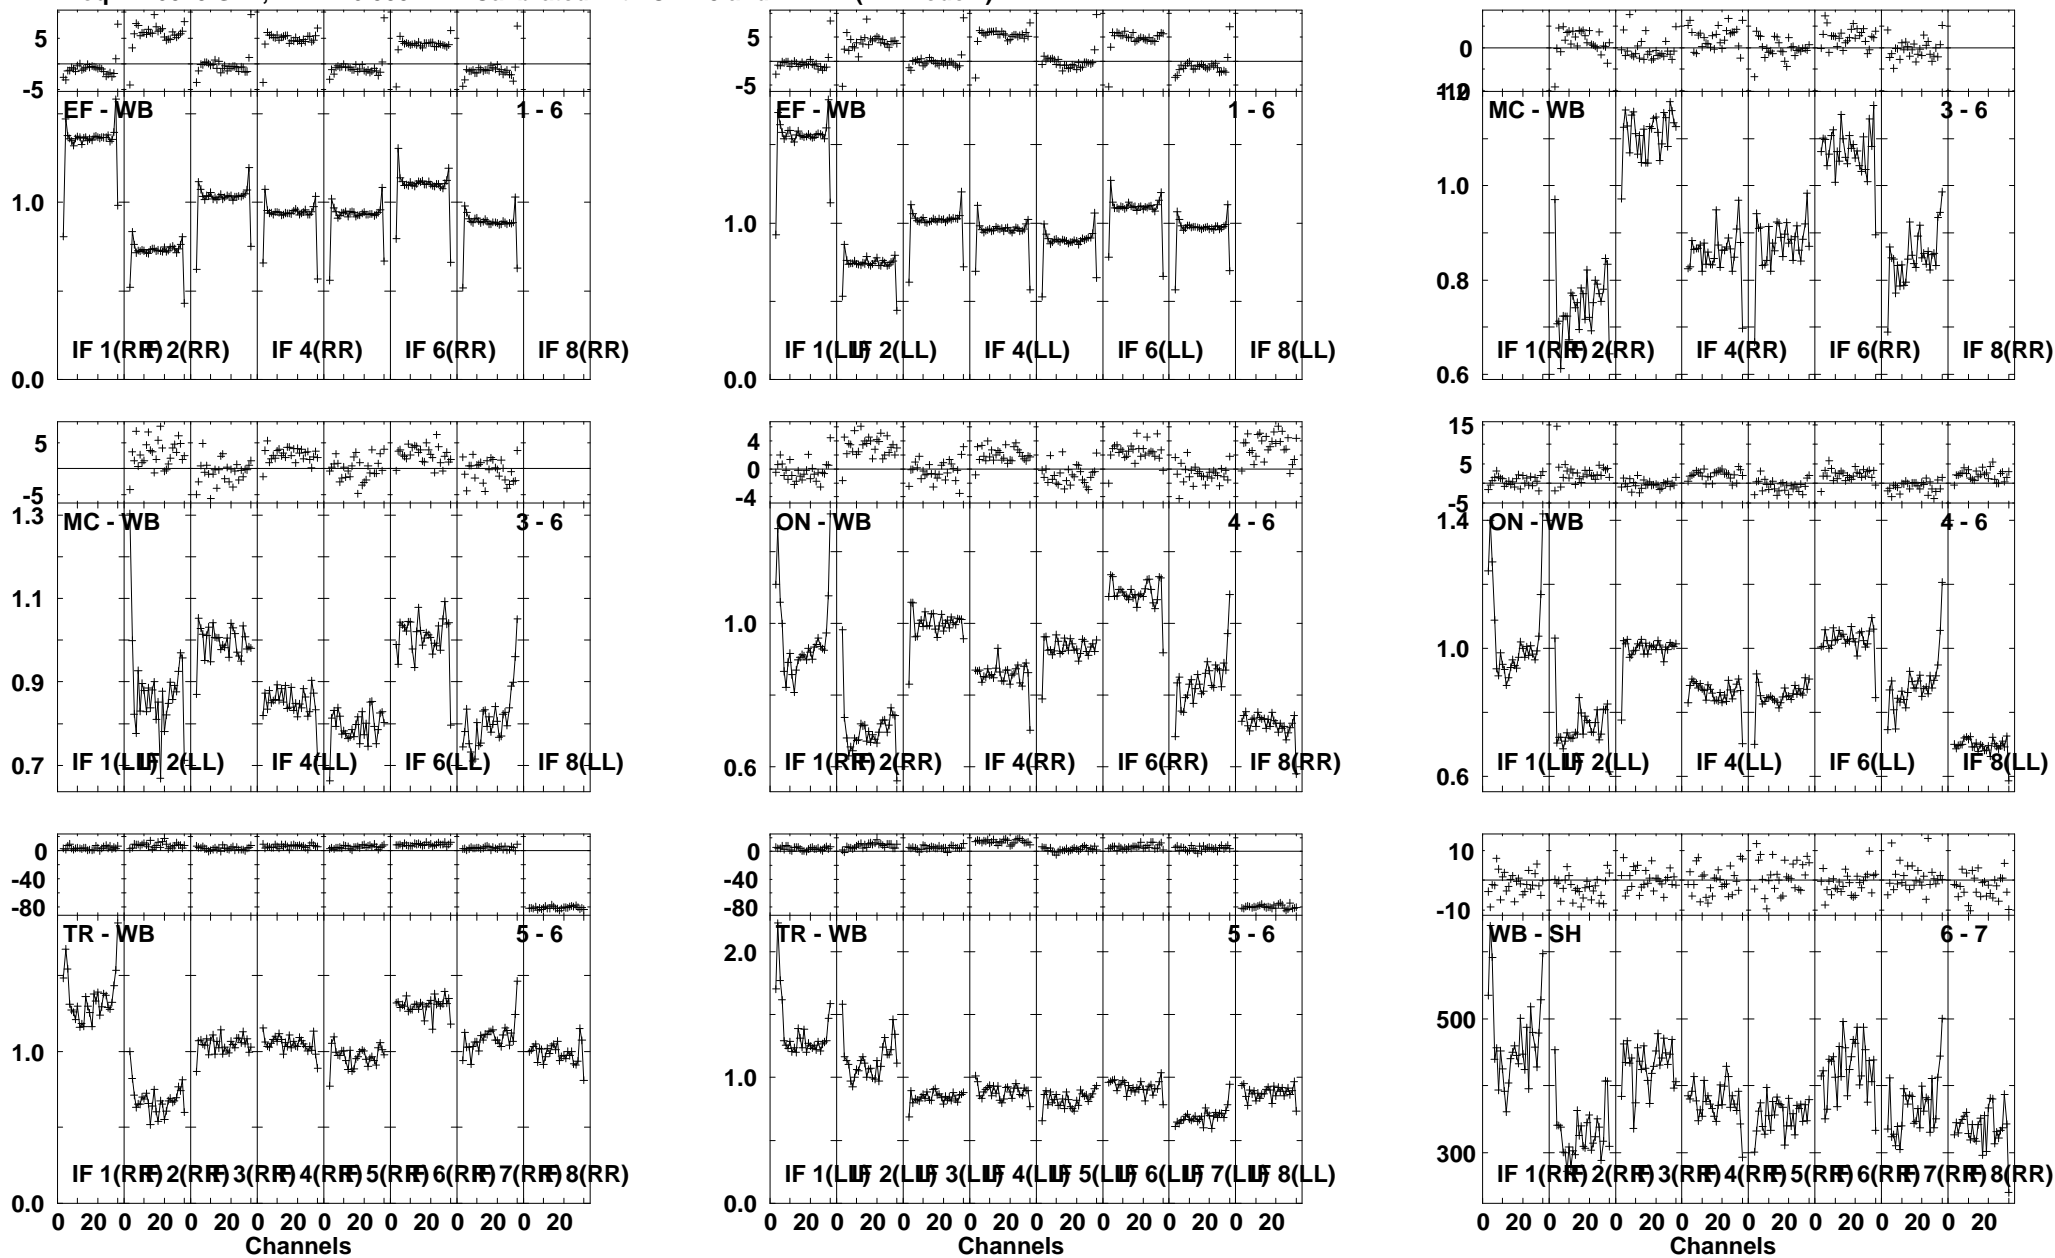 5
0
-5
EF - WB 1 - 6
1.0
IF 1(RR) IF 2(RR) IF 4(RR) IF 6(RR) IF 8(RR)
0.0
5
0
-5
EF - WB 1 - 6
1.0
IF 1(LL) IF 2(LL) IF 4(LL) IF 6(LL) IF 8(LL)
0.0
0
-10
1.2
MC - WB 3 - 6
1.0
0.8
IF 1(RR) IF 2(RR) IF 4(RR) IF 6(RR) IF 8(RR)
0.6
5
-5
1.3
MC - WB 3 - 6
1.1
0.9
IF 1(LL) IF 2(LL) IF 4(LL) IF 6(LL) IF 8(LL)
0.7
4
0
-4
ON - WB 4 - 6
1.0
IF 1(RR) IF 2(RR) IF 4(RR) IF 6(RR) IF 8(RR)
0.6
15
5
-5
1.4
ON - WB 4 - 6
1.0
IF 1(LL) IF 2(LL) IF 4(LL) IF 6(LL) IF 8(LL)
0.6
0
-40
-80
TR - WB 5 - 6
1.0
IF 1(RR) IF 2(RR) IF 3(RR) IF 4(RR) IF 5(RR) IF 6(RR) IF 7(RR) IF 8(RR)
0.0
0 20 0 20 0 20 0 20 0 20 0 20 0 20 0 20
Channels
0
-40
-80
TR - WB 5 - 6
2.0
1.0
IF 1(LL) IF 2(LL) IF 3(LL) IF 4(LL) IF 5(LL) IF 6(LL) IF 7(LL) IF 8(LL)
0.0
0 20 0 20 0 20 0 20 0 20 0 20 0 20 0 20
Channels
10
-10
WB - SH 6 - 7
500
300
IF 1(RR) IF 2(RR) IF 3(RR) IF 4(RR) IF 5(RR) IF 6(RR) IF 7(RR) IF 8(RR)
0 20 0 20 0 20 0 20 0 20 0 20 0 20 0 20
Channels